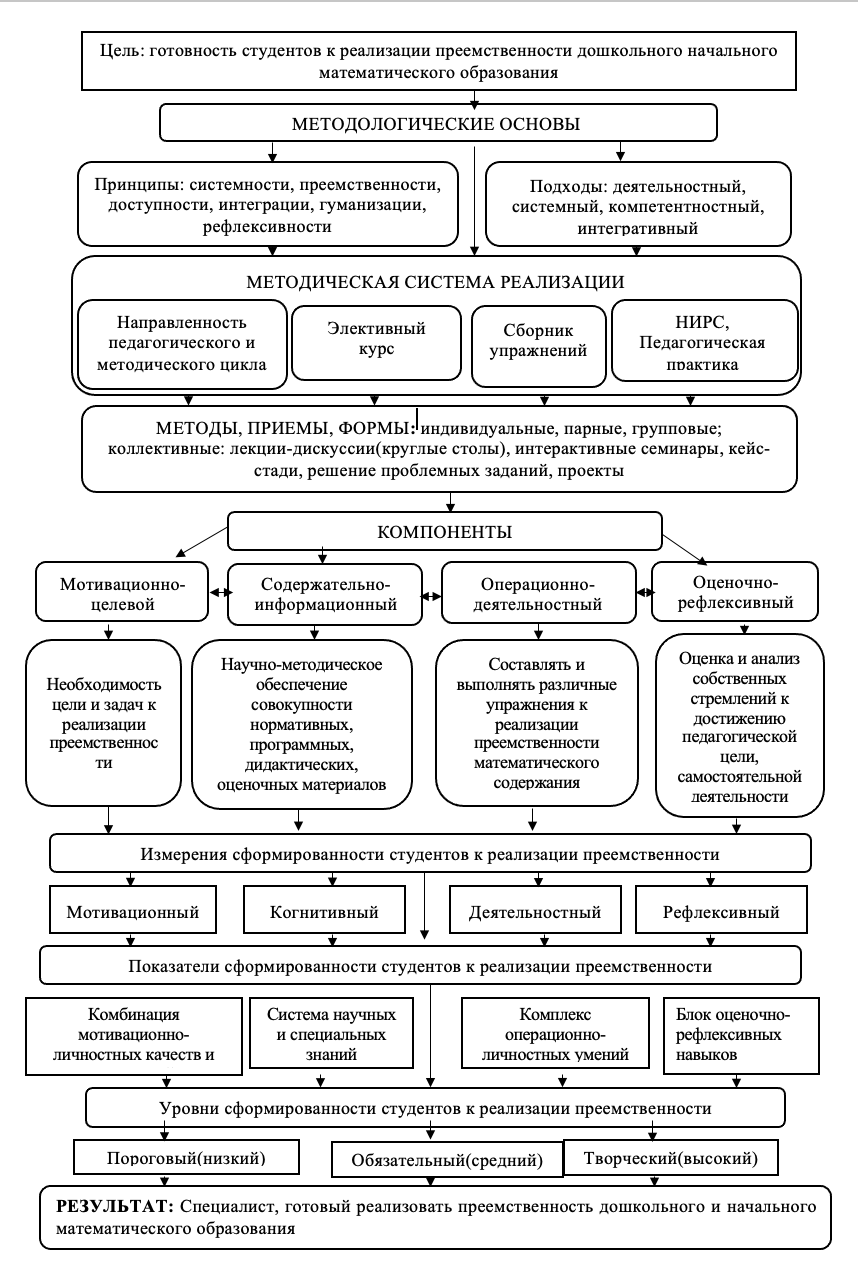 Цель: готовность студентов к реализации преемственности дошкольного начального
математического образования
МЕТОДОЛОГИЧЕСКИЕ ОСНОВЫ
Принципы: системности, преемственности,
доступности, интеграции, гуманизации,
рефлексивности
Подходы: деятельностный,
системный, компетентностный,
интегративный
МЕТОДИЧЕСКАЯ СИСТЕМА РЕАЛИЗАЦИИ
Направленность
педагогического и
методического цикла
Элективный
курс
Сборник
упражнений
НИРС,
Педагогическая
практика
МЕТОДЫ, ПРИЕМЫ, ФОРМЫ: индивидуальные, парные, групповые;
коллективные: лекции-дискуссии(круглые столы), интерактивные семинары, кейс-
стади, решение проблемных заданий, проекты
КОМПОНЕНТЫ
Мотивационно-
целевой
Содержательно-
информационный
Операционно-
деятельностный
Оценочно-
рефлексивный
Необходимость
цели и задач к
реализации
преемственнос
ти
Научно-методическое
обеспечение
совокупности
нормативных,
программных,
дидактических,
оценочных материалов
Составлять и
выполнять различные
упражнения к
реализации
преемственности
математического
содержания
Оценка и анализ
собственных
стремлений к
достижению
педагогической
цели,
самостоятельной
деятельности
Измерения сформированности студентов к реализации преемственности
Мотивационный
Когнитивный
Деятельностный
Рефлексивный
Показатели сформированности студентов к реализации преемственности
Комбинация
мотивационно-
личностных качеств и
Система научных
и специальных
знаний
Комплекс
операционно-
личностных умений
Блок оценочно-
рефлексивных
навыков
Уровни сформированности студентов к реализации преемственности
Пороговый(низкий)
Обязательный(средний)
Творческий(высокий)
РЕЗУЛЬТАТ: Специалист, готовый реализовать преемственность дошкольного и начального
математического образования